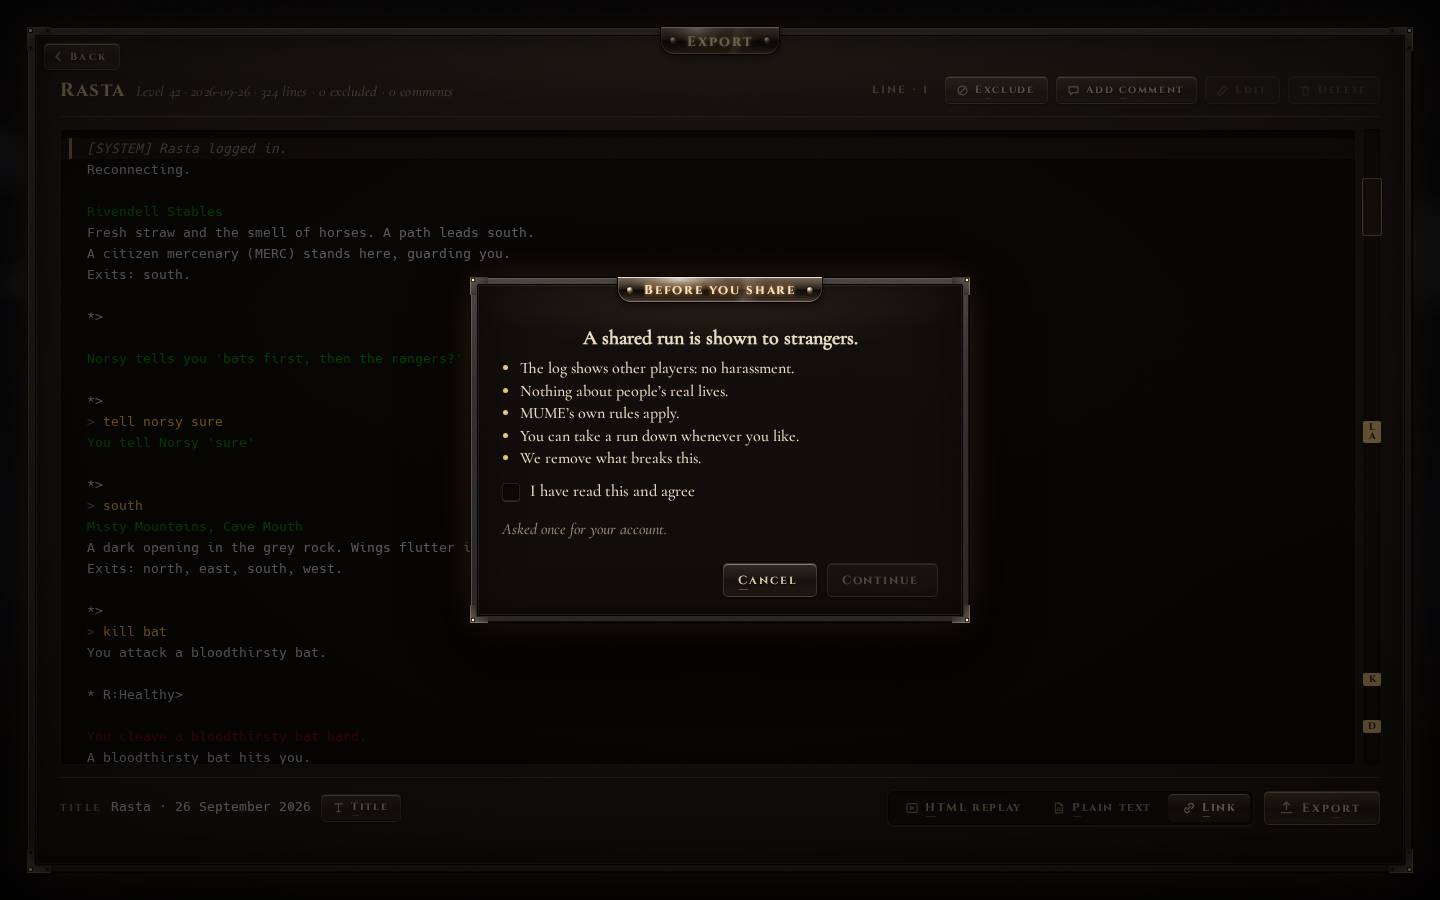 Export
Back
Rasta Level 42 · 2026-09-26 · 324 lines · 0 excluded · 0 comments
LINE · 1
Exclude
Add comment
Edit
Delete
[SYSTEM] Rasta logged in.
Reconnecting.
Rivendell Stables
Fresh straw and the smell of horses. A path leads south.
A citizen mercenary (MERC) stands here, guarding you.
Exits: south.
*>
Norsy tells you 'bats first, then the rangers?'
*>
> tell norsy sure
You tell Norsy 'sure'
*>
> south
Misty Mountains, Cave Mouth
A dark opening in the grey rock. Wings flutter i
Exits: north, east, south, west.
*>
> kill bat
You attack a bloodthirsty bat.
* R:Healthy>
You cleave a bloodthirsty bat hard.
A bloodthirsty bat hits you.
L
A
K
D
Before you share
A shared run is shown to strangers.
• The log shows other players: no harassment.
• Nothing about people's real lives.
• MUME's own rules apply.
• You can take a run down whenever you like.
• We remove what breaks this.
I have read this and agree
Asked once for your account.
Cancel
Continue
TITLE Rasta · 26 September 2026
Title
HTML replay
Plain text
Link
Export